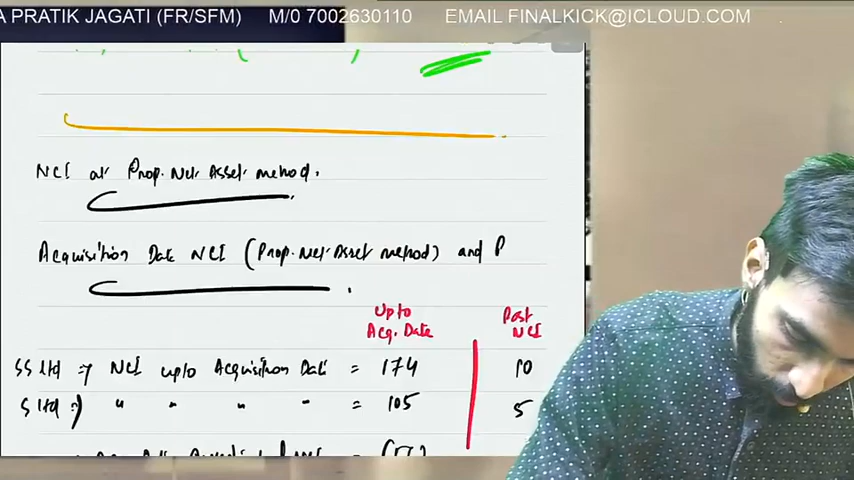 A PRATIK JAGATI (FR/SFM) M/0 7002630110 EMAIL FINALKICK@ICLOUD.COM
NCI at Prop. Net Asset method.
Acquisition Date NCI (Prop. Net Asset method) and P
Upto Acq. Date
Post NCI
SS ltd => NCI upto Acquisition Date = 174 10
S ltd => " " " " = 105 5